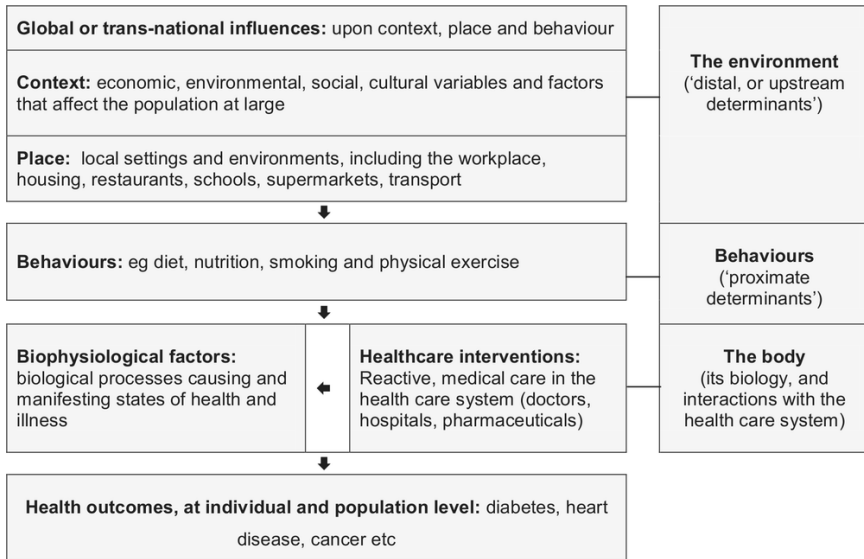 Global or trans-national influences: upon context, place and behaviour
Context: economic, environmental, social, cultural variables and factors
that affect the population at large
Place: local settings and environments, including the workplace,
housing, restaurants, schools, supermarkets, transport
The environment
(‘distal, or upstream
determinants’)
Behaviours: eg diet, nutrition, smoking and physical exercise
Behaviours
(‘proximate
determinants’)
Biophysiological factors:
biological processes causing and
manifesting states of health and
illness
Healthcare interventions:
Reactive, medical care in the
health care system (doctors,
hospitals, pharmaceuticals)
The body
(its biology, and
interactions with the
health care system)
Health outcomes, at individual and population level: diabetes, heart
disease, cancer etc